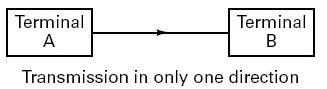 Terminal
A
Terminal
B
Transmission in only one direction